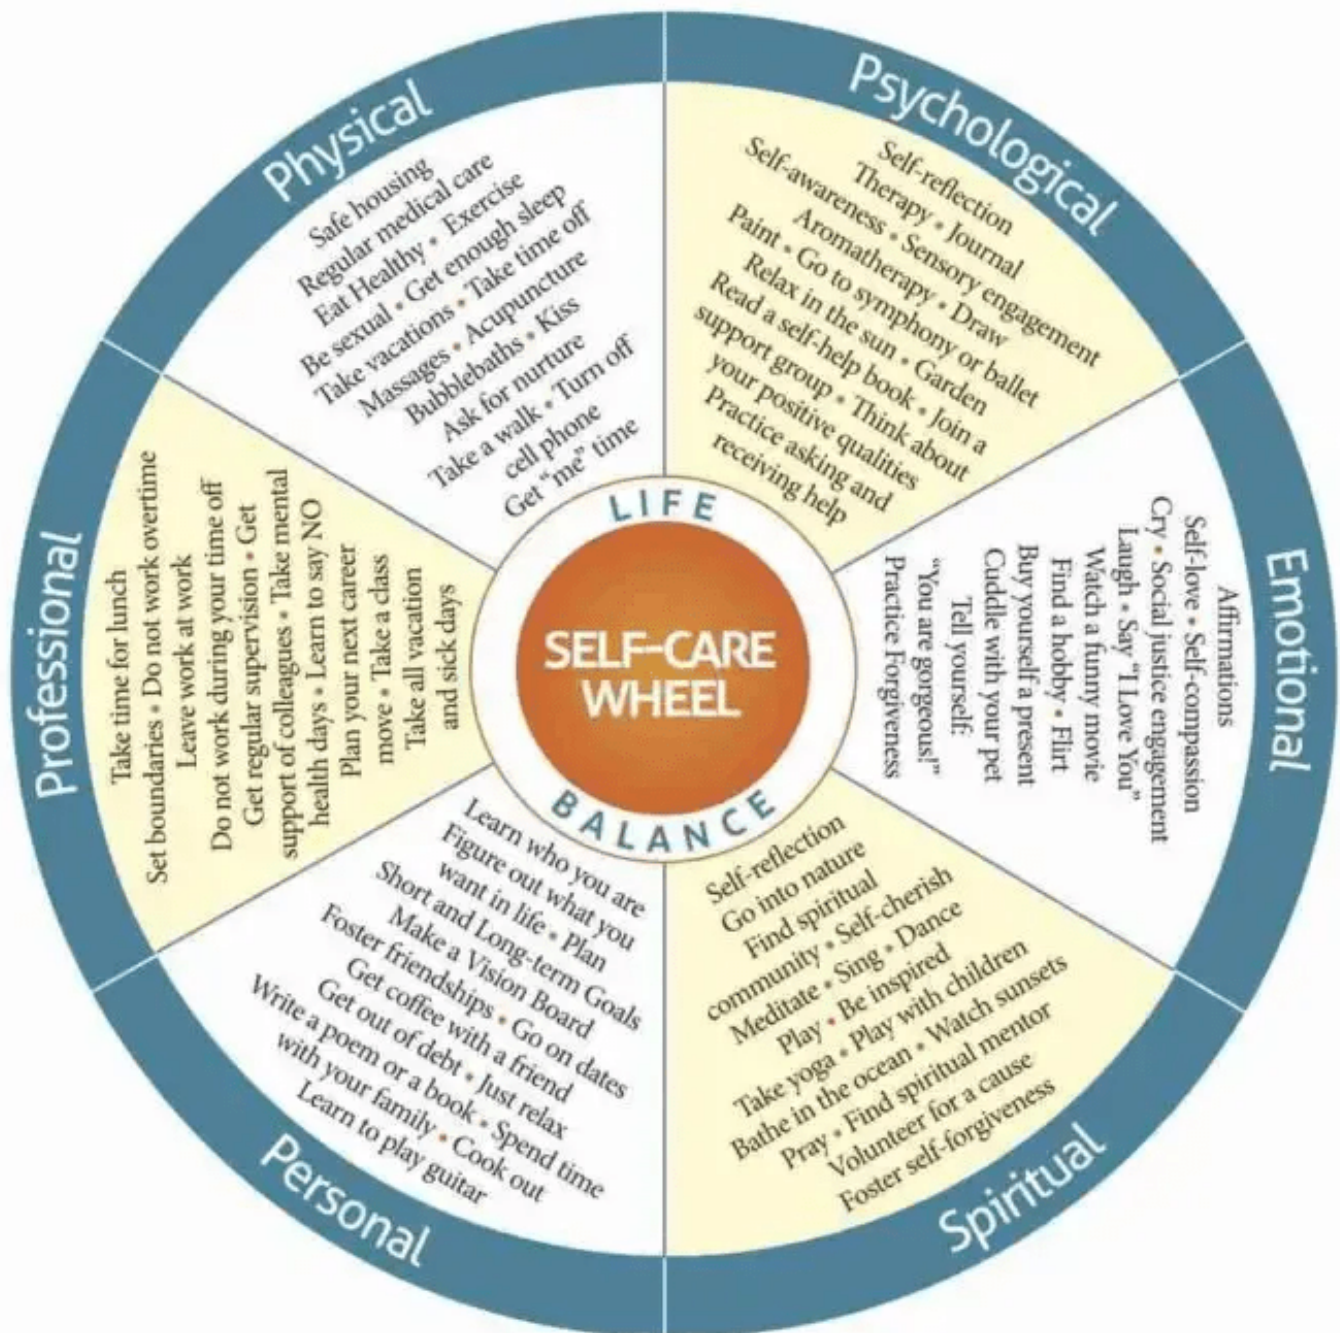 Physical
Safe housing
Regular medical care
Eat Healthy • Exercise
Be sexual • Get enough sleep
Take vacations • Take time off
Massages • Acupuncture
Bubblebaths • Kiss
Ask for nurture
Take a walk • Turn off
cell phone
Get “me” time
Psychological
Self-reflection
Therapy • Journal
Self-awareness • Sensory engagement
Aromatherapy • Draw
Paint • Go to symphony or ballet
Relax in the sun • Garden
Read a self-help book • Join a
support group • Think about
your positive qualities
Practice asking and
receiving help
Emotional
Affirmations
Self-love • Self-compassion
Cry • Social justice engagement
Laugh • Say “I Love You”
Watch a funny movie
Find a hobby • Flirt
Buy yourself a present
Cuddle with your pet
Tell yourself:
“You are gorgeous!”
Practice Forgiveness
Spiritual
Self-reflection
Go into nature
Find spiritual
community • Self-cherish
Meditate • Sing • Dance
Play • Be inspired
Take yoga • Play with children
Bathe in the ocean • Watch sunsets
Pray • Find spiritual mentor
Volunteer for a cause
Foster self-forgiveness
Personal
Learn who you are
Figure out what you
want in life • Plan
Short and Long-term Goals
Make a Vision Board
Foster friendships • Go on dates
Get coffee with a friend
Get out of debt • Just relax
Write a poem or a book • Spend time
with your family • Cook out
Learn to play guitar
Professional
Take time for lunch
Set boundaries • Do not work overtime
Leave work at work
Do not work during your time off
Get regular supervision • Get
support of colleagues • Take mental
health days • Learn to say NO
Plan your next career
move • Take a class
Take all vacation
and sick days
LIFE
SELF-CARE
WHEEL
BALANCE